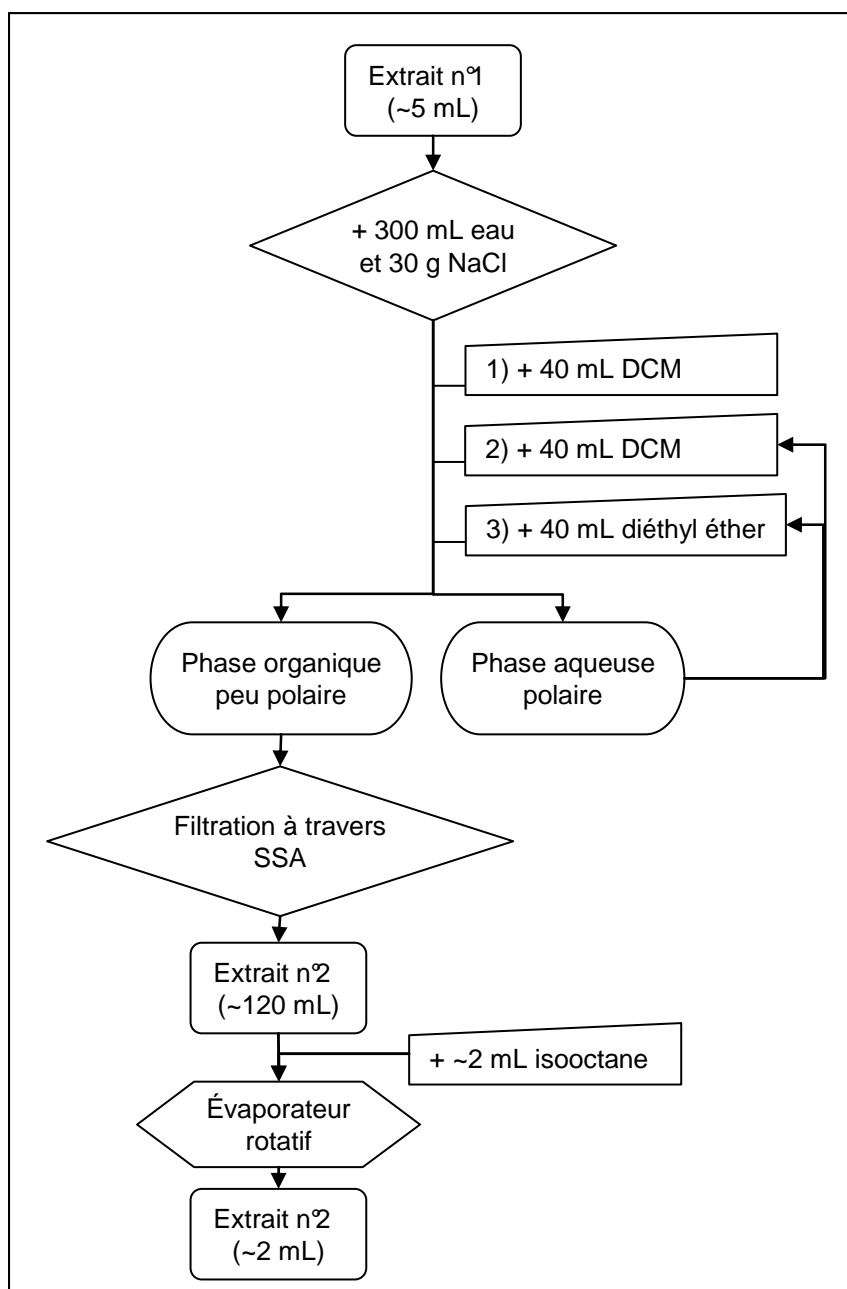 Extrait n°1
(~5 mL)
+ 300 mL eau
et 30 g NaCl
1) + 40 mL DCM
2) + 40 mL DCM
3) + 40 mL diéthyl éther
Phase organique
peu polaire
Phase aqueuse
polaire
Filtration à travers
SSA
Extrait n°2
(~120 mL)
+ ~2 mL isooctane
Évaporateur
rotatif
Extrait n°2
(~2 mL)